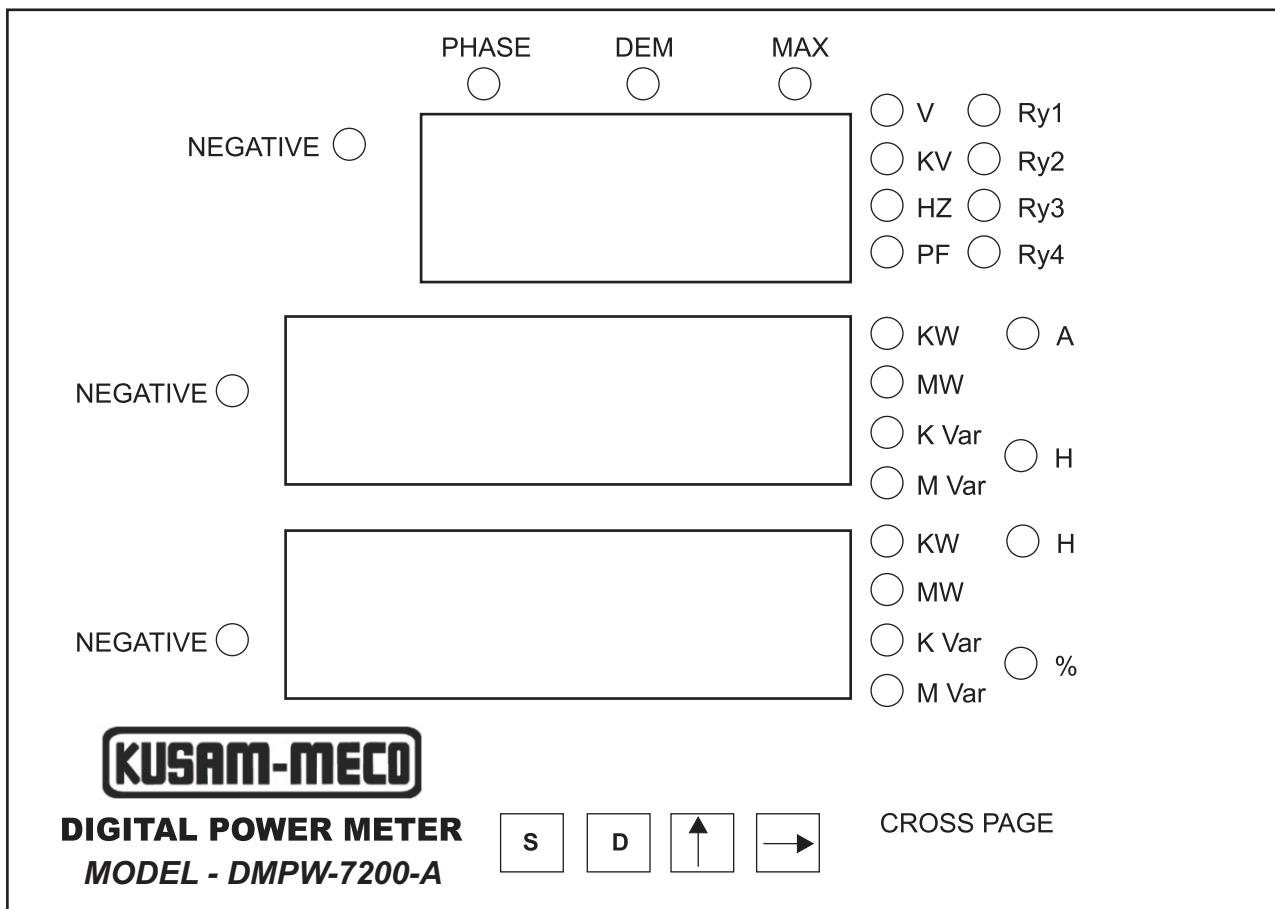 PHASE DEM MAX
NEGATIVE
V Ry1
KV Ry2
HZ Ry3
PF Ry4
NEGATIVE
KW A
MW
K Var
H
M Var
NEGATIVE
KW H
MW
K Var
%
M Var
KUSAM-MECO
DIGITAL POWER METER
MODEL - DMPW-7200-A
S D
CROSS PAGE